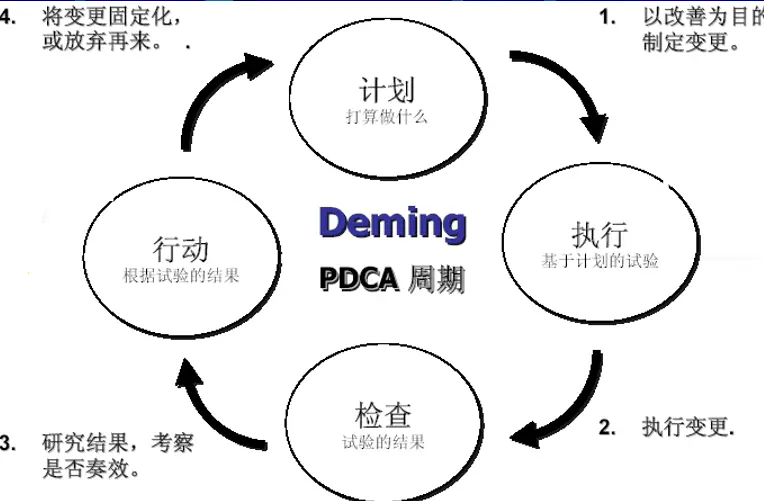 4. 将变更固定化，
或放弃再来。 .
1. 以改善为目的
制定变更。
计划
打算做什么
行动
根据试验的结果
Deming
PDCA 周期
执行
基于计划的试验
检查
试验的结果
3. 研究结果，考察
是否奏效。
2. 执行变更.